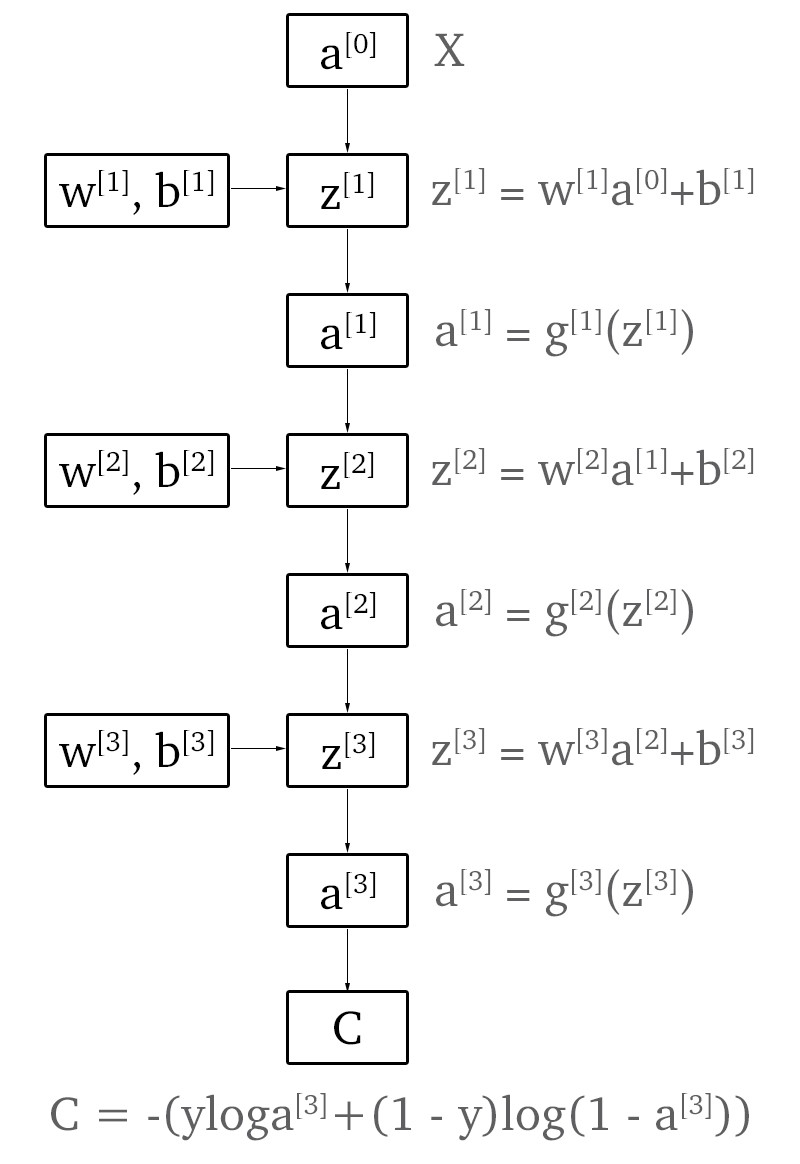 a[0] X
w[1], b[1] z[1] z[1] = w[1]a[0]+b[1]
a[1] a[1] = g[1](z[1])
w[2], b[2] z[2] z[2] = w[2]a[1]+b[2]
a[2] a[2] = g[2](z[2])
w[3], b[3] z[3] z[3] = w[3]a[2]+b[3]
a[3] a[3] = g[3](z[3])
C
C = -(yloga[3]+(1 - y)log(1 - a[3]))